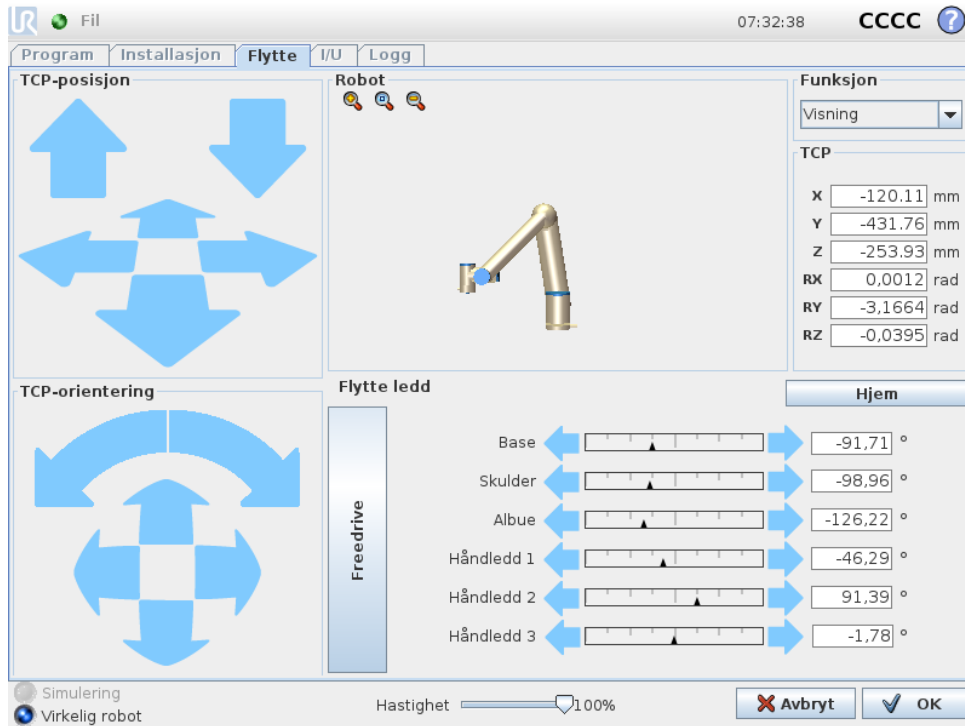 UR Fil 07:32:38 CCCC ?
Program Installasjon Flytte I/U Logg
TCP-posisjon
Robot
Funksjon
Visning
TCP
X -120.11 mm
Y -431.76 mm
Z -253.93 mm
RX 0,0012 rad
RY -3,1664 rad
RZ -0,0395 rad
TCP-orientering
Flytte ledd
Hjem
Freedrive
Base -91,71 °
Skulder -98,96 °
Albue -126,22 °
Håndledd 1 -46,29 °
Håndledd 2 91,39 °
Håndledd 3 -1,78 °
Simulering
Virkelig robot
Hastighet 100%
Avbryt
OK